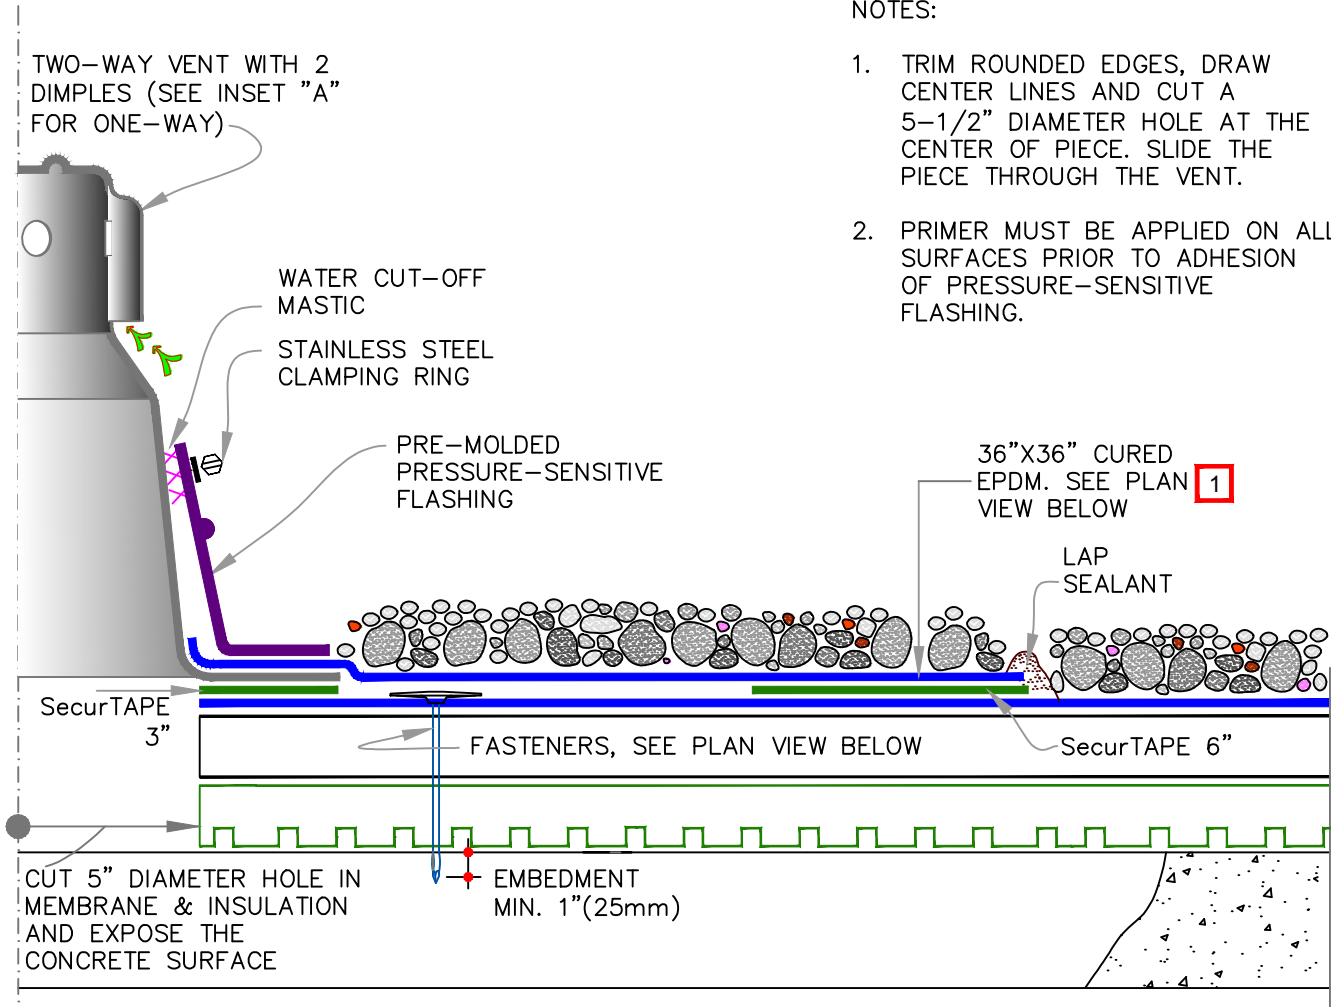 NOTES:
TWO-WAY VENT WITH 2
DIMPLES (SEE INSET "A"
FOR ONE-WAY)
1. TRIM ROUNDED EDGES, DRAW
CENTER LINES AND CUT A
5-1/2" DIAMETER HOLE AT THE
CENTER OF PIECE. SLIDE THE
PIECE THROUGH THE VENT.
2. PRIMER MUST BE APPLIED ON ALL
SURFACES PRIOR TO ADHESION
OF PRESSURE-SENSITIVE
FLASHING.
WATER CUT-OFF
MASTIC
STAINLESS STEEL
CLAMPING RING
PRE-MOLDED
PRESSURE-SENSITIVE
FLASHING
36"X36" CURED
EPDM. SEE PLAN 1
VIEW BELOW
LAP
SEALANT
SecurTAPE
3"
FASTENERS, SEE PLAN VIEW BELOW
SecurTAPE 6"
CUT 5" DIAMETER HOLE IN
MEMBRANE & INSULATION
AND EXPOSE THE
CONCRETE SURFACE
EMBEDMENT
MIN. 1"(25mm)